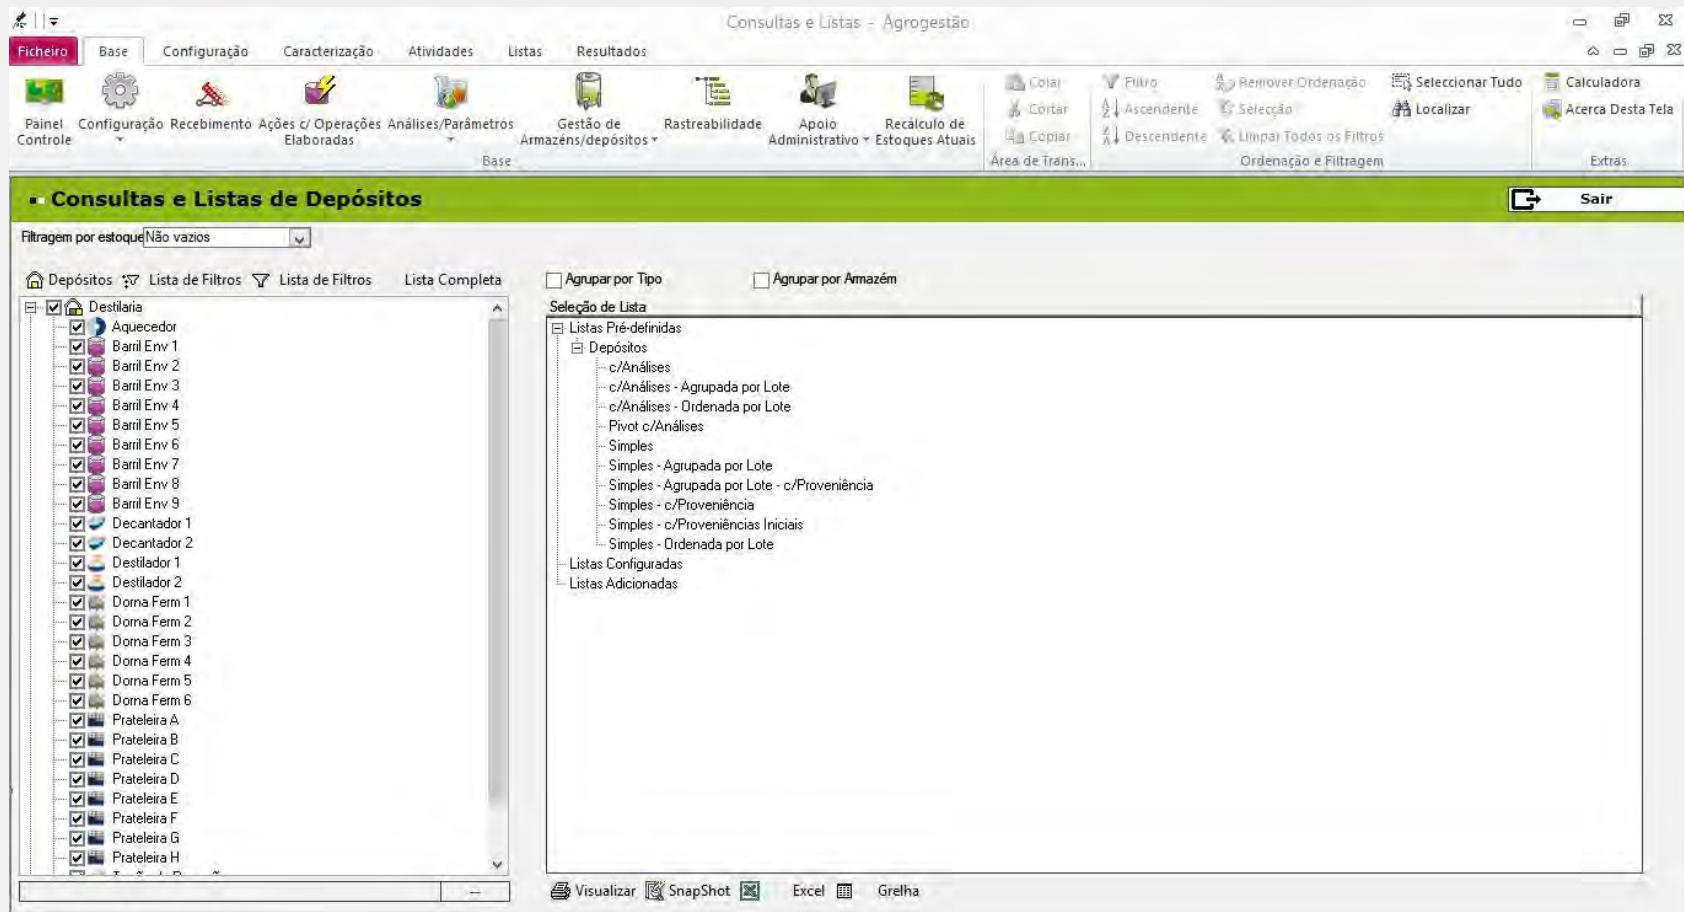 Consultas e Listas - Agrogestão
Ficheiro Base Configuração Caracterização Atividades Listas Resultados
Painel Controle
Configuração
Recebimento
Ações c/ Operações Elaboradas
Análises/Parâmetros
Gestão de Armazéns/depósitos
Rastreabilidade
Apoio Administrativo
Recálculo de Estoques Atuais
Base
Colar
Cortar
Copiar
Área de Trans...
Filtro
Ascendente
Descendente
Remover Ordenação
Selecção
Limpar Todos os Filtros
Seleccionar Tudo
Localizar
Ordenação e Filtragem
Calculadora
Acerca Desta Tela
Extras
Consultas e Listas de Depósitos
Sair
Filtragem por estoque Não vazios
Depósitos Lista de Filtros Lista de Filtros Lista Completa
Agrupar por Tipo Agrupar por Armazém
Destilaria
Aquecedor
Barril Env 1
Barril Env 2
Barril Env 3
Barril Env 4
Barril Env 5
Barril Env 6
Barril Env 7
Barril Env 8
Barril Env 9
Decantador 1
Decantador 2
Destilador 1
Destilador 2
Dorna Ferm 1
Dorna Ferm 2
Dorna Ferm 3
Dorna Ferm 4
Dorna Ferm 5
Dorna Ferm 6
Prateleira A
Prateleira B
Prateleira C
Prateleira D
Prateleira E
Prateleira F
Prateleira G
Prateleira H
...
Seleção de Lista
Listas Pré-definidas
Depósitos
c/Análises
c/Análises - Agrupada por Lote
c/Análises - Ordenada por Lote
Pivot c/Análises
Simples
Simples - Agrupada por Lote
Simples - Agrupada por Lote - c/Proveniência
Simples - c/Proveniência
Simples - c/Proveniências Iniciais
Simples - Ordenada por Lote
Listas Configuradas
Listas Adicionadas
Visualizar SnapShot Excel Grelha